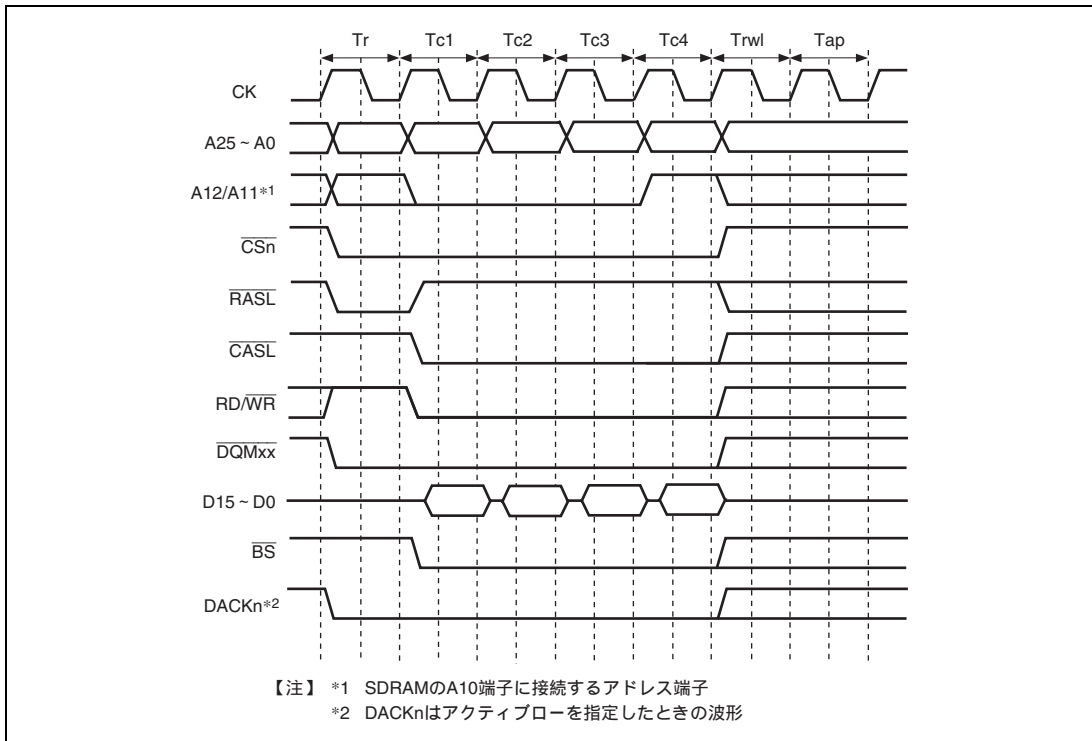 Tr Tc1 Tc2 Tc3 Tc4 Trwl Tap
CK
A25 ~ A0
A12/A11*1
CSn
RASL
CASL
RD/WR
DQMxx
D15 ~ D0
BS
DACKn*2
【注】 *1 SDRAMのA10端子に接続するアドレス端子
*2 DACKnはアクティブローを指定したときの波形